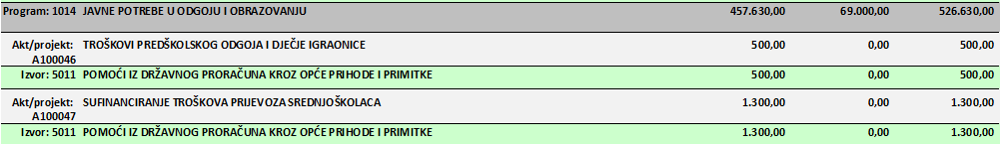 Program: 1014 JAVNE POTREBE U ODGOJU I OBRAZOVANJU 457.630,00 69.000,00 526.630,00
Akt/projekt: TROŠKOVI PREDŠKOLSKOG ODGOJA I DJEČJE IGRAONICE 500,00 0,00 500,00
A100046
Izvor: 5011 POMOĆI IZ DRŽAVNOG PRORAČUNA KROZ OPĆE PRIHODE I PRIMITKE 500,00 0,00 500,00
Akt/projekt: SUFINANCIRANJE TROŠKOVA PRIJEVOZA SREDNJOŠKOLACA 1.300,00 0,00 1.300,00
A100047
Izvor: 5011 POMOĆI IZ DRŽAVNOG PRORAČUNA KROZ OPĆE PRIHODE I PRIMITKE 1.300,00 0,00 1.300,00